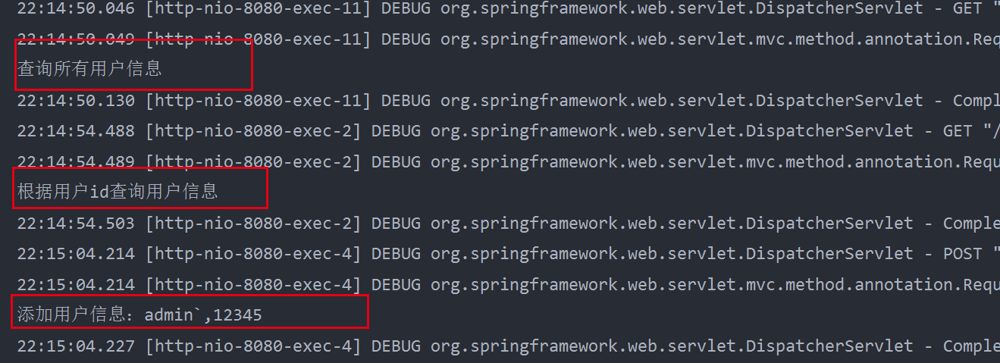 22:14:50.046 [http-nio-8080-exec-11] DEBUG org.springframework.web.servlet.DispatcherServlet - GET "
22:14:50.049 [http-nio-8080-exec-11] DEBUG org.springframework.web.servlet.mvc.method.annotation.Requ
查询所有用户信息
22:14:50.130 [http-nio-8080-exec-11] DEBUG org.springframework.web.servlet.DispatcherServlet - Compl
22:14:54.488 [http-nio-8080-exec-2] DEBUG org.springframework.web.servlet.DispatcherServlet - GET "/
22:14:54.489 [http-nio-8080-exec-2] DEBUG org.springframework.web.servlet.mvc.method.annotation.Requ
根据用户id查询用户信息
22:14:54.503 [http-nio-8080-exec-2] DEBUG org.springframework.web.servlet.DispatcherServlet - Comple
22:15:04.214 [http-nio-8080-exec-4] DEBUG org.springframework.web.servlet.DispatcherServlet - POST "
22:15:04.214 [http-nio-8080-exec-4] DEBUG org.springframework.web.servlet.mvc.method.annotation.Requ
添加用户信息：admin`,12345
22:15:04.227 [http-nio-8080-exec-4] DEBUG org.springframework.web.servlet.DispatcherServlet - Comple